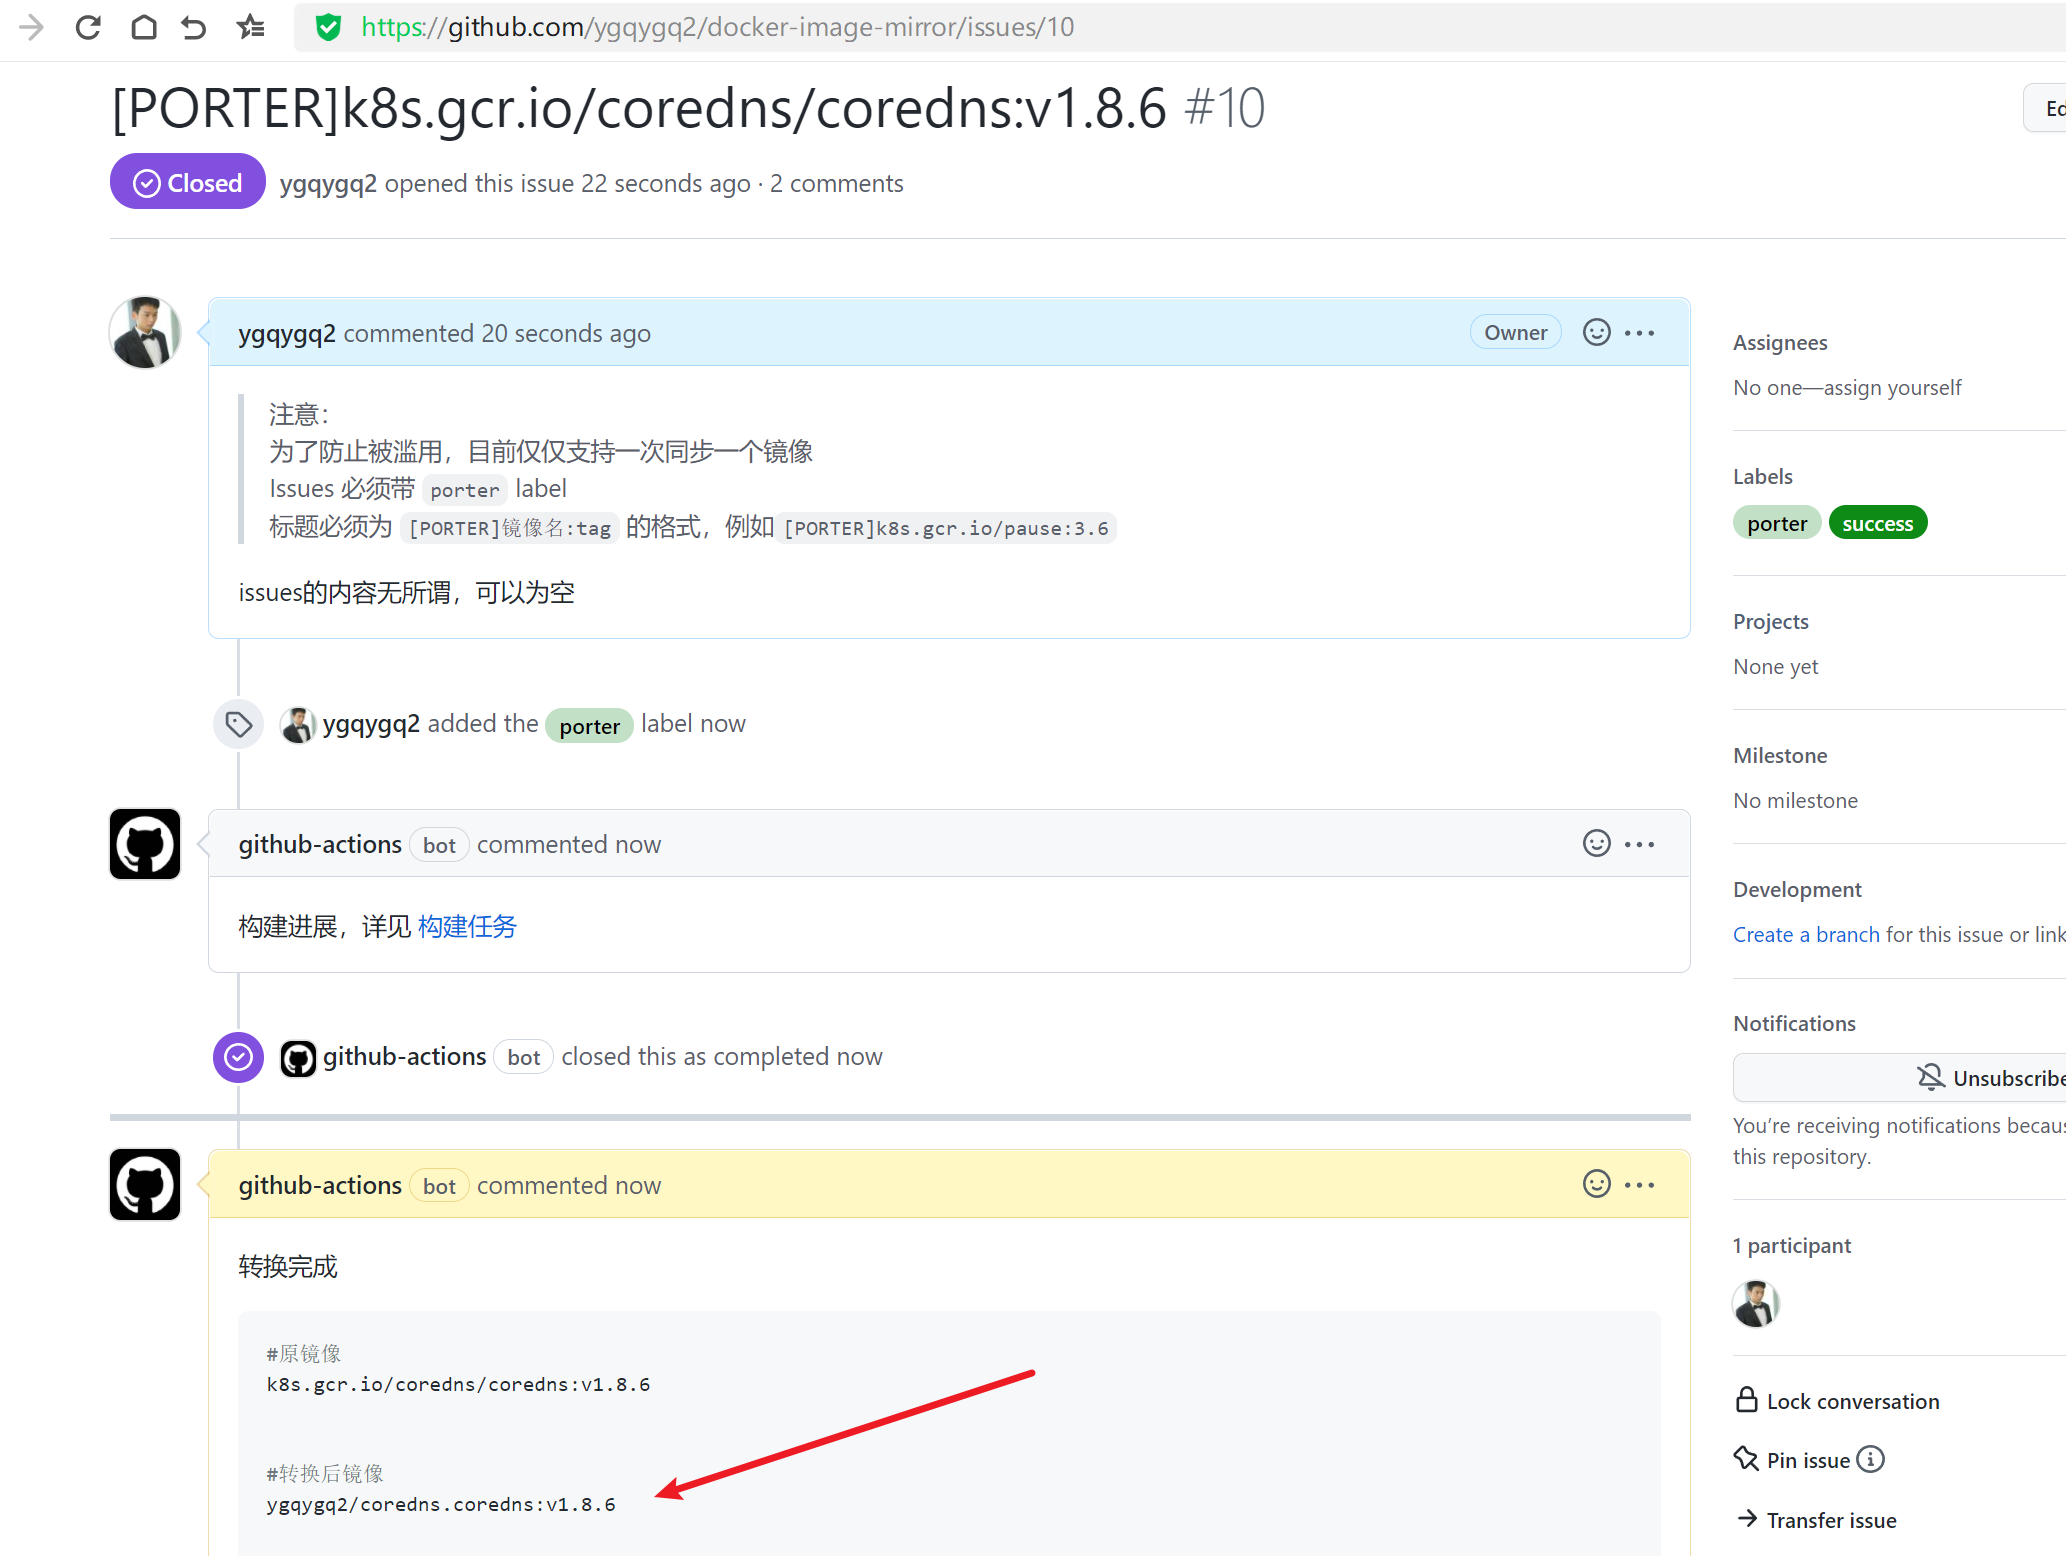 https://github.com/ygqygq2/docker-image-mirror/issues/10
[PORTER]k8s.gcr.io/coredns/coredns:v1.8.6 #10
Ed
Closed
ygqygq2 opened this issue 22 seconds ago · 2 comments
ygqygq2 commented 20 seconds ago
Owner
注意：
为了防止被滥用，目前仅仅支持一次同步一个镜像
Issues 必须带 porter label
标题必须为 [PORTER]镜像名:tag 的格式，例如 [PORTER]k8s.gcr.io/pause:3.6
issues的内容无所谓，可以为空
ygqygq2 added the porter label now
github-actions bot commented now
构建进展，详见 构建任务
github-actions bot closed this as completed now
github-actions bot commented now
转换完成
#原镜像
k8s.gcr.io/coredns/coredns:v1.8.6
#转换后镜像
ygqygq2/coredns.coredns:v1.8.6
Assignees
No one—assign yourself
Labels
porter success
Projects
None yet
Milestone
No milestone
Development
Create a branch for this issue or link
Notifications
Unsubscribe
You’re receiving notifications becau
this repository.
1 participant
Lock conversation
Pin issue
Transfer issue